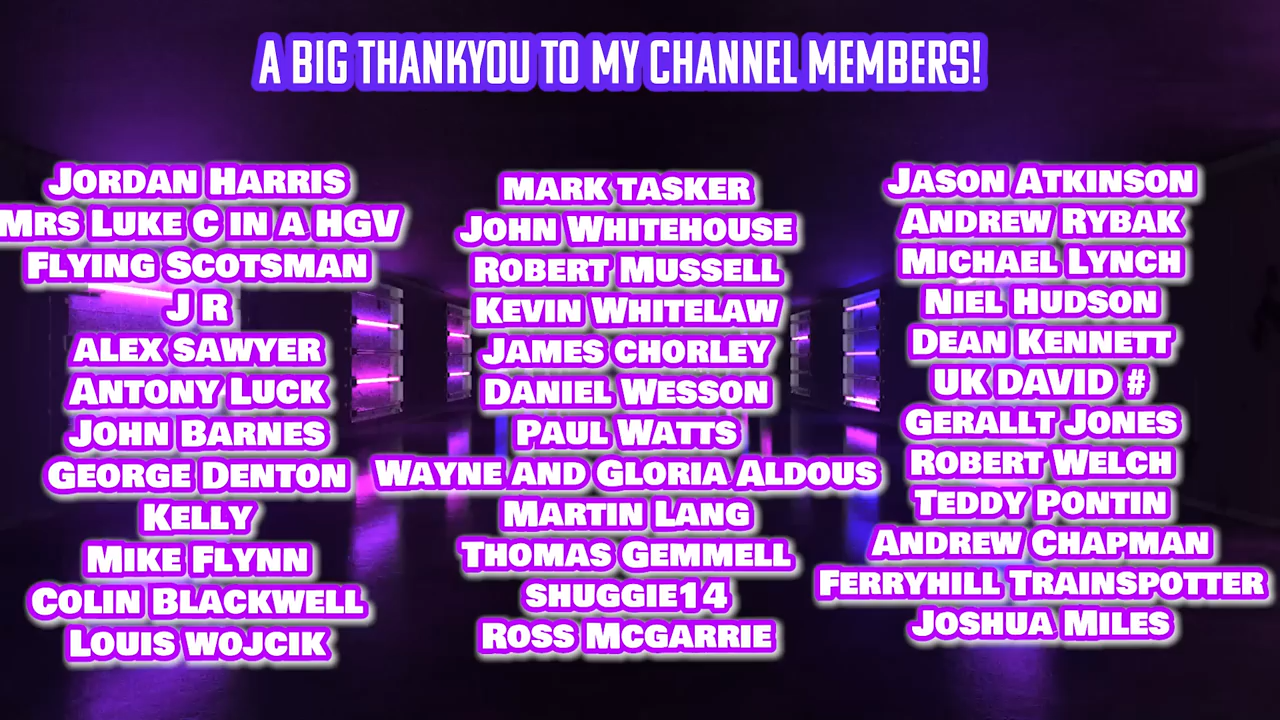 A BIG THANKYOU TO MY CHANNEL MEMBERS!
Jordan Harris
Mrs Luke C in a HGV
Flying Scotsman
J R
alex sawyer
Antony Luck
John Barnes
George Denton
Kelly
Mike Flynn
Colin Blackwell
Louis wojcik
mark tasker
John Whitehouse
Robert Mussell
Kevin Whitelaw
James chorley
Daniel Wesson
Paul Watts
Wayne and Gloria Aldous
Martin Lang
Thomas Gemmell
shuggie14
Ross Mcgarrie
Jason Atkinson
Andrew Rybak
Michael Lynch
Niel Hudson
Dean Kennett
UK DAVID #
Gerallt Jones
Robert Welch
Teddy Pontin
Andrew Chapman
Ferryhill Trainspotter
Joshua Miles